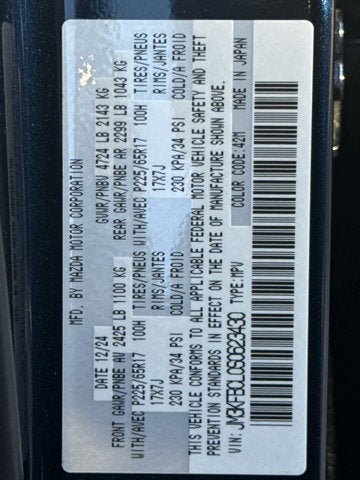 MFD. BY MAZDA MOTOR CORPORATION
DATE 12/24 GVWR/PNBV 4724 LB 2143 KG
FRONT GAWR/PNBE AV 2425 LB 1100 KG REAR GAWR/PNBE AR 2299 LB 1043 KG
WITH/AVEC P225/65R17 100H TIRES/PNEUS WITH/AVEC P225/65R17 100H TIRES/PNEUS
17X7J RIMS/JANTES 17X7J RIMS/JANTES
230 KPA/34 PSI COLD/A FROID 230 KPA/34 PSI COLD/A FROID
THIS VEHICLE CONFORMS TO ALL APPLICABLE FEDERAL MOTOR VEHICLE SAFETY AND THEFT
PREVENTION STANDARDS IN EFFECT ON THE DATE OF MANUFACTURE SHOWN ABOVE.
VIN: JM3KFBCL0S0623430 TYPE: MPV COLOR CODE: 42M MADE IN JAPAN